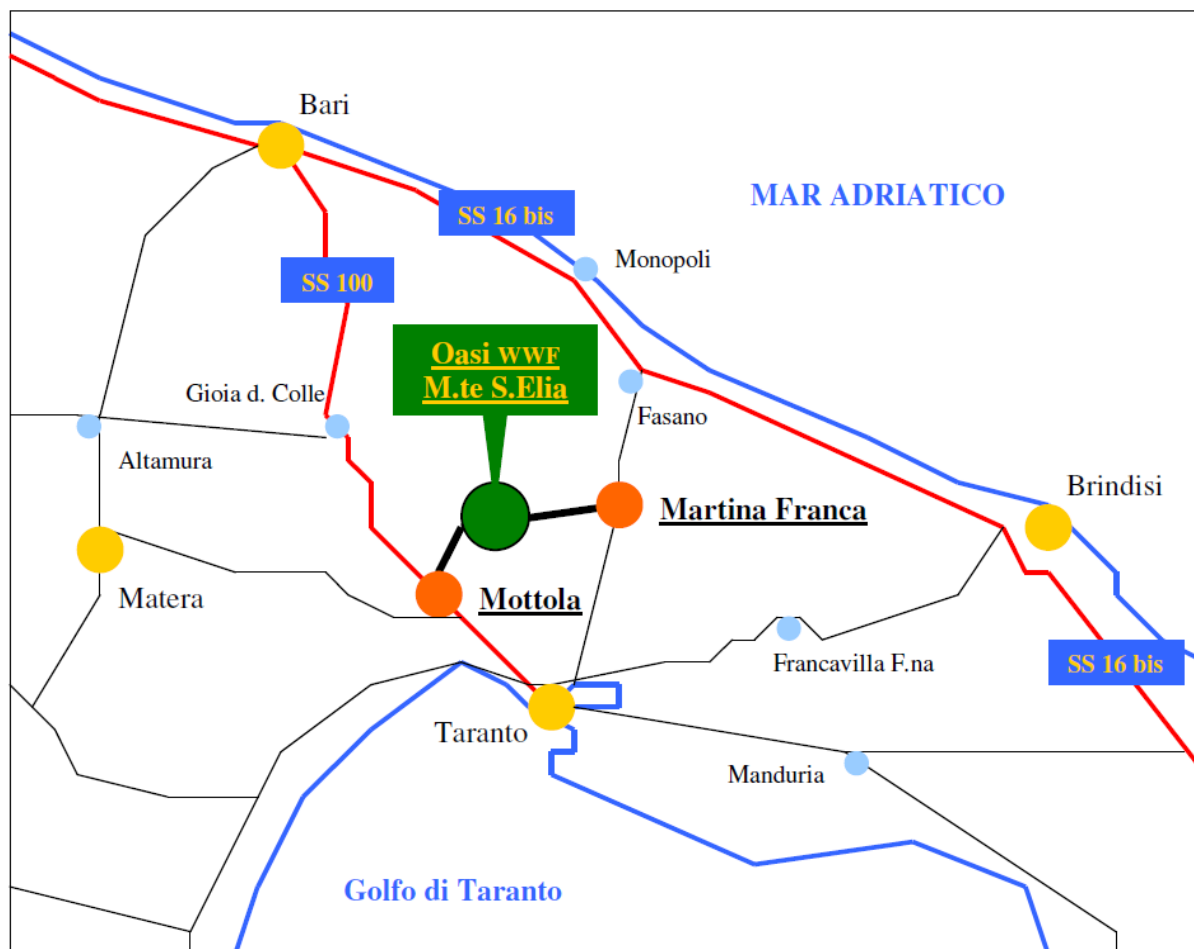 Bari
MAR ADRIATICO
SS 16 bis
Monopoli
SS 100
Oasi WWF
M.te S.Elia
Gioia d. Colle
Fasano
Altamura
Brindisi
Martina Franca
Matera
Mottola
Francavilla F.na
SS 16 bis
Taranto
Manduria
Golfo di Taranto